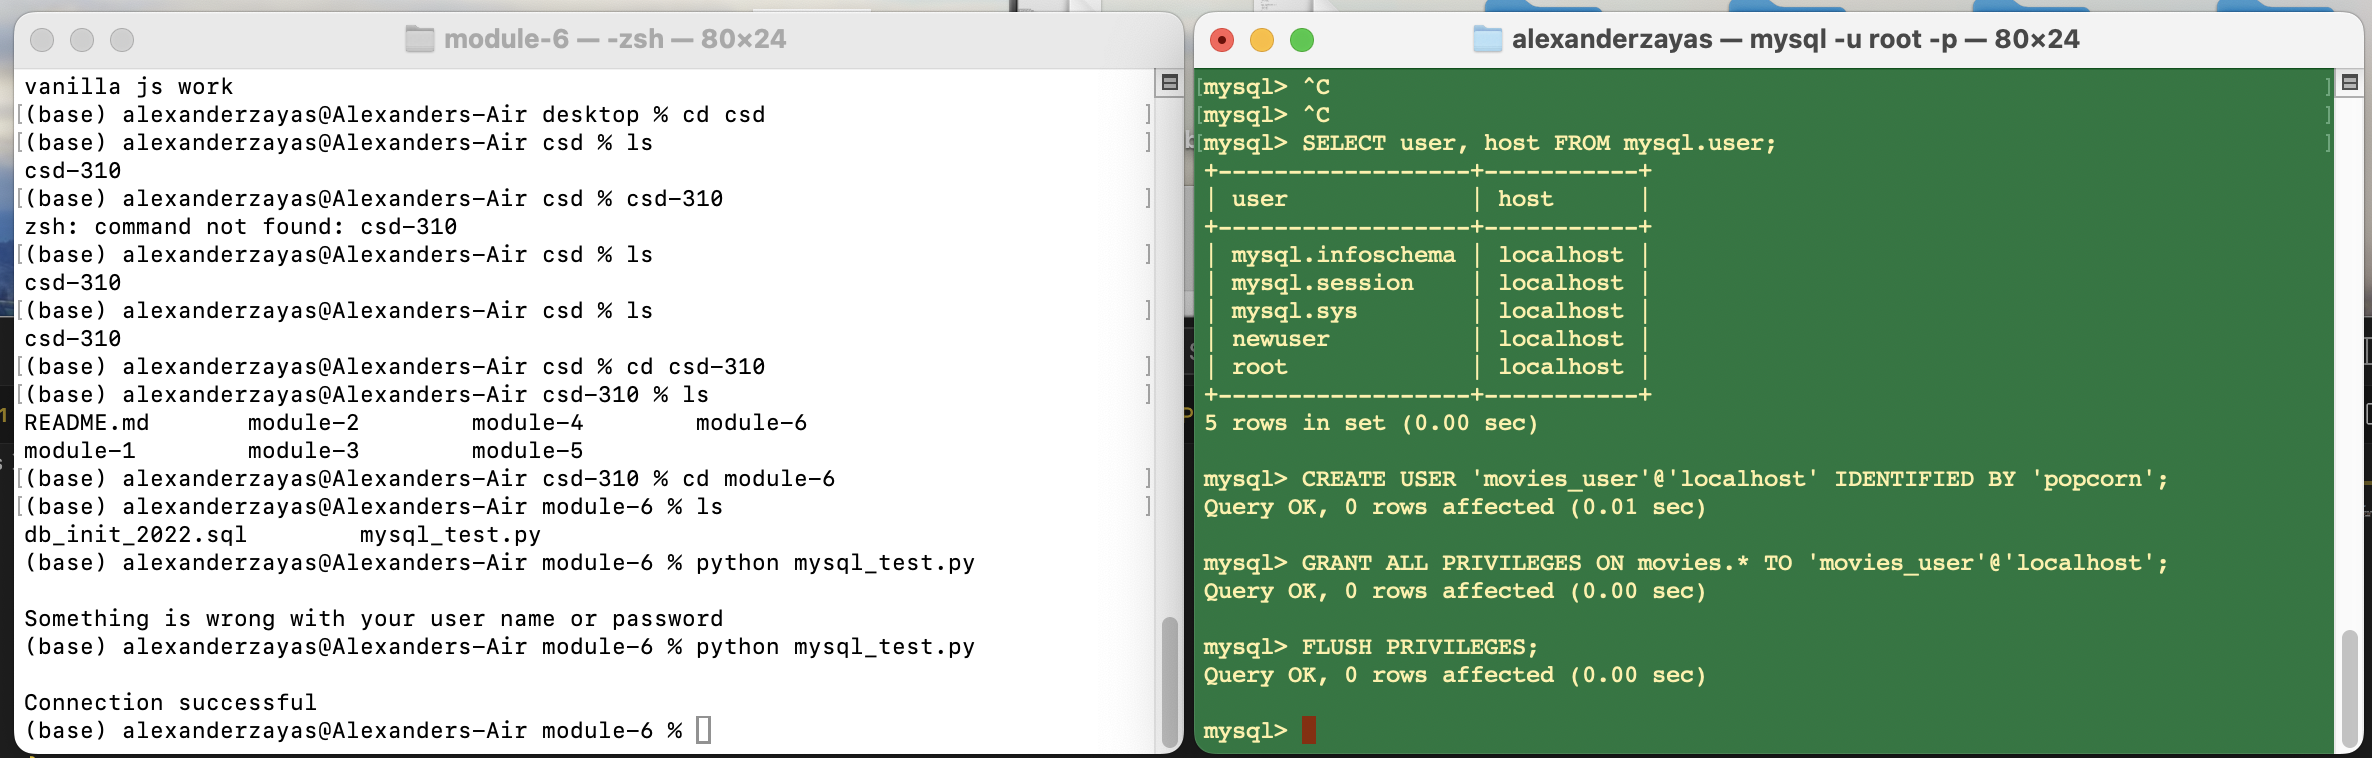 module-6 — -zsh — 80×24
vanilla js work
(base) alexanderzayas@Alexanders-Air desktop % cd csd
(base) alexanderzayas@Alexanders-Air csd % ls
csd-310
(base) alexanderzayas@Alexanders-Air csd % csd-310
zsh: command not found: csd-310
(base) alexanderzayas@Alexanders-Air csd % ls
csd-310
(base) alexanderzayas@Alexanders-Air csd % ls
csd-310
(base) alexanderzayas@Alexanders-Air csd % cd csd-310
(base) alexanderzayas@Alexanders-Air csd-310 % ls
README.md module-2 module-4 module-6
module-1 module-3 module-5
(base) alexanderzayas@Alexanders-Air csd-310 % cd module-6
(base) alexanderzayas@Alexanders-Air module-6 % ls
db_init_2022.sql mysql_test.py
(base) alexanderzayas@Alexanders-Air module-6 % python mysql_test.py
Something is wrong with your user name or password
(base) alexanderzayas@Alexanders-Air module-6 % python mysql_test.py
Connection successful
(base) alexanderzayas@Alexanders-Air module-6 %
alexanderzayas — mysql -u root -p — 80×24
mysql> ^C
mysql> ^C
mysql> SELECT user, host FROM mysql.user;
+------------------+-----------+
| user | host |
+------------------+-----------+
| mysql.infoschema | localhost |
| mysql.session | localhost |
| mysql.sys | localhost |
| newuser | localhost |
| root | localhost |
+------------------+-----------+
5 rows in set (0.00 sec)
mysql> CREATE USER 'movies_user'@'localhost' IDENTIFIED BY 'popcorn';
Query OK, 0 rows affected (0.01 sec)
mysql> GRANT ALL PRIVILEGES ON movies.* TO 'movies_user'@'localhost';
Query OK, 0 rows affected (0.00 sec)
mysql> FLUSH PRIVILEGES;
Query OK, 0 rows affected (0.00 sec)
mysql>